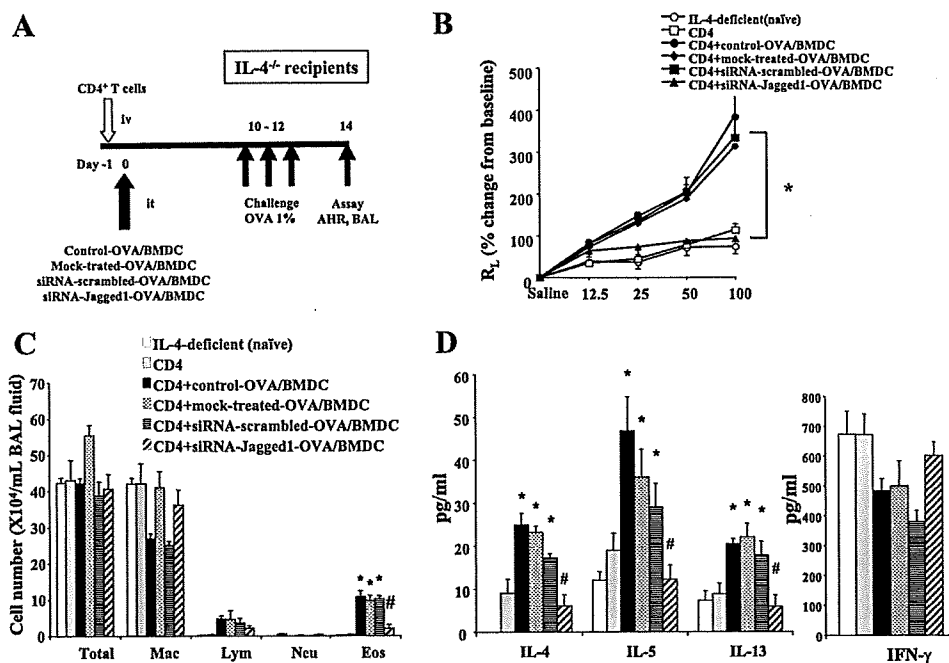 A
IL-4-/- recipients
CD4+ T cells
iv
10 - 12
14
Day -1 0
it
Challenge
OVA 1%
Assay
AHR, BAL
Control-OVA/BMDC
Mock-trated-OVA/BMDC
siRNA-scrambled-OVA/BMDC
siRNA-Jagged1-OVA/BMDC
B
IL-4-deficient(naïve)
CD4
CD4+control-OVA/BMDC
CD4+mock-treated-OVA/BMDC
CD4+siRNA-scrambled-OVA/BMDC
CD4+siRNA-Jagged1-OVA/BMDC
RL (% change from baseline)
500
400
300
200
100
0
*
Saline 12.5 25 50 100
C
IL-4-deficient (naïve)
CD4
CD4+control-OVA/BMDC
CD4+mock-treated-OVA/BMDC
CD4+siRNA-scrambled-OVA/BMDC
CD4+siRNA-Jagged1-OVA/BMDC
Cell number (X10⁴/mL BAL fluid)
70
60
50
40
30
20
10
0
* * * #
Total Mac Lym Neu Eos
D
pg/ml
60
50
40
30
20
10
0
* * * #
* * * #
* * * #
IL-4 IL-5 IL-13
pg/ml
800
700
600
500
400
300
200
100
0
IFN-γ